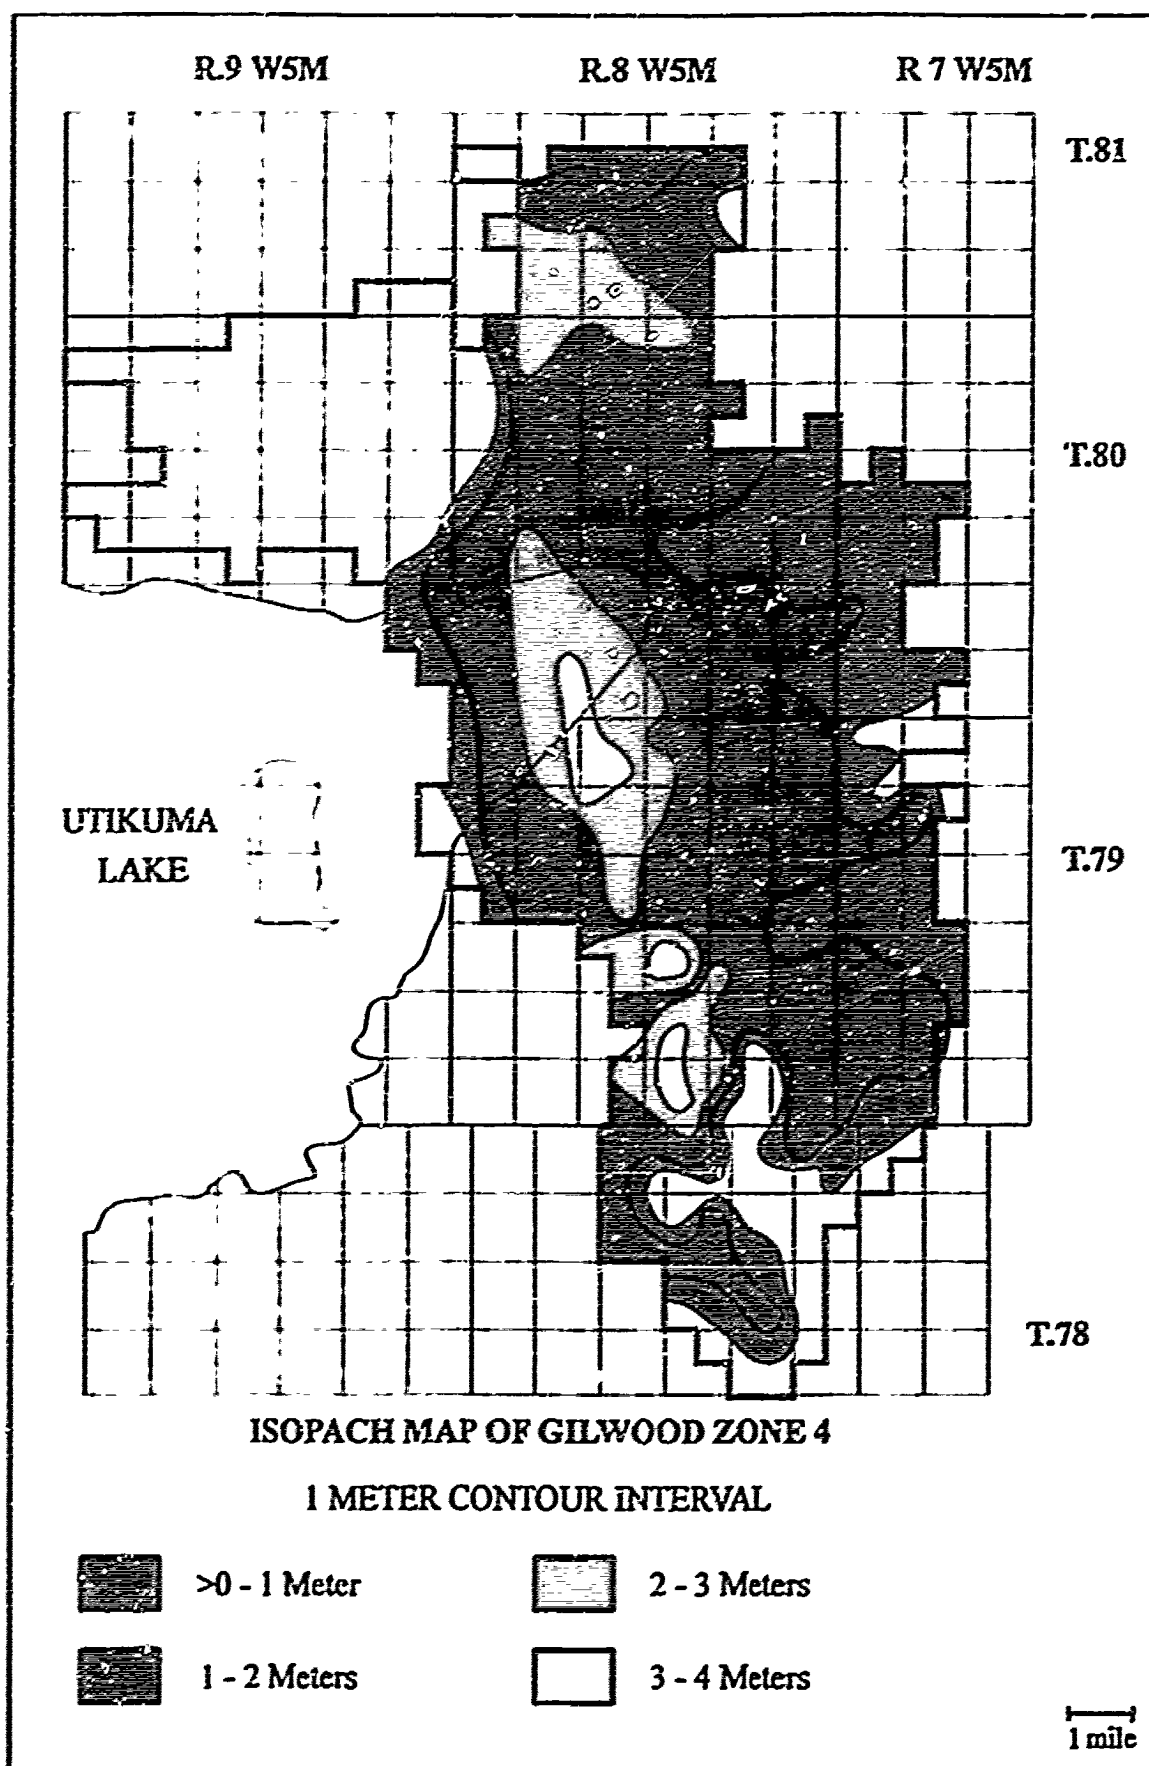 R.9 W5M R.8 W5M R 7 W5M
T.81
T.80
UTIKUMA
LAKE
T.79
T.78
ISOPACH MAP OF GILWOOD ZONE 4
1 METER CONTOUR INTERVAL
>0 - 1 Meter 2 - 3 Meters
1 - 2 Meters 3 - 4 Meters
1 mile